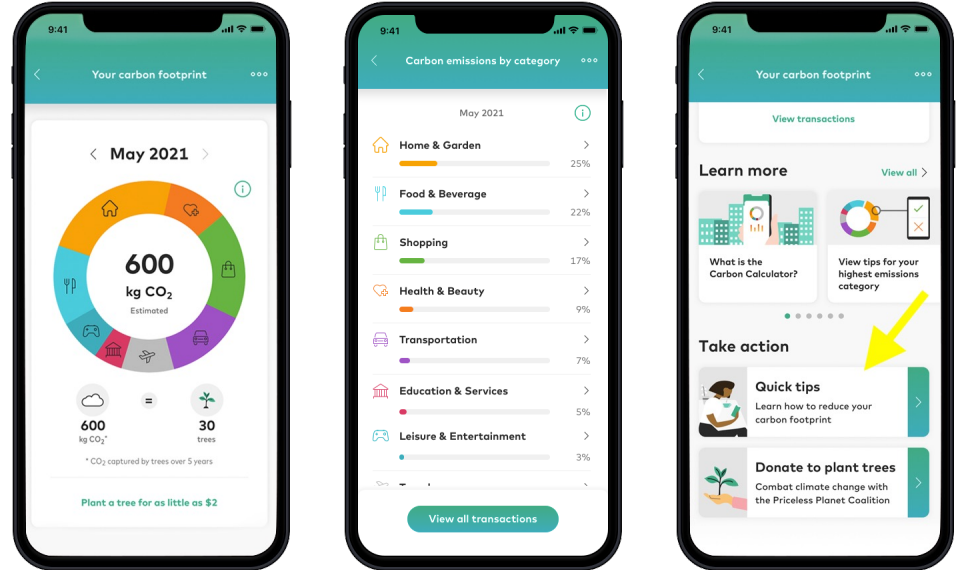 9:41
Your carbon footprint
May 2021
600
kg CO₂
Estimated
=
600
kg CO₂*
30
trees
* CO₂ captured by trees over 5 years
Plant a tree for as little as $2
9:41
Carbon emissions by category
May 2021
Home & Garden
25%
Food & Beverage
22%
Shopping
17%
Health & Beauty
9%
Transportation
7%
Education & Services
5%
Leisure & Entertainment
3%
View all transactions
9:41
Your carbon footprint
View transactions
Learn more
View all
What is the
Carbon Calculator?
View tips for your
highest emissions
category
Take action
Quick tips
Learn how to reduce your
carbon footprint
Donate to plant trees
Combat climate change with
the Priceless Planet Coalition